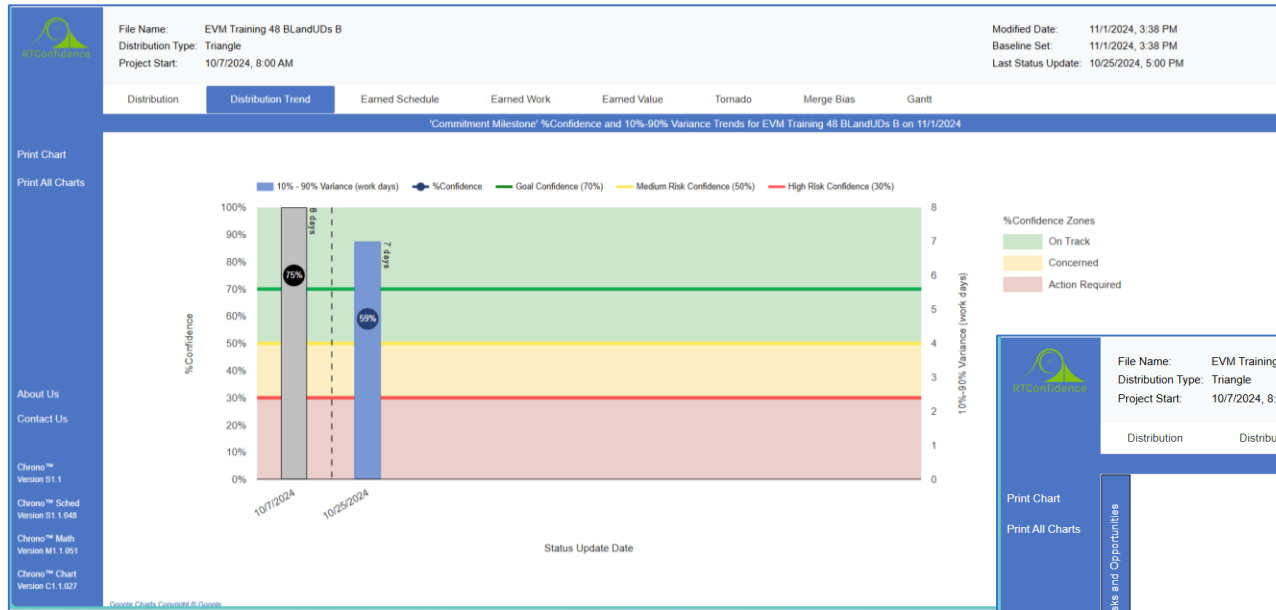 RTConfidence
File Name: EVM Training 48 BLandUDs B
Distribution Type: Triangle
Project Start: 10/7/2024, 8:00 AM
Modified Date: 11/1/2024, 3:38 PM
Baseline Set: 11/1/2024, 3:38 PM
Last Status Update: 10/25/2024, 5:00 PM
Distribution Distribution Trend Earned Schedule Earned Work Earned Value Tornado Merge Bias Gantt
'Commitment Milestone' %Confidence and 10%-90% Variance Trends for EVM Training 48 BLandUDs B on 11/1/2024
Print Chart
Print All Charts
About Us
Contact Us
Chrono™
Version S1.1
Chrono™ Sched
Version S1.1.048
Chrono™ Math
Version M1.1.051
Chrono™ Chart
Version C1.1.027
10% - 90% Variance (work days) %Confidence Goal Confidence (70%) Medium Risk Confidence (50%) High Risk Confidence (30%)
%Confidence
100%
90%
80%
70%
60%
50%
40%
30%
20%
10%
0%
8 days
75%
7 days
59%
8
7
6
5
4
3
2
1
0
10%-90% Variance (work days)
10/7/2024
10/25/2024
Status Update Date
%Confidence Zones
On Track
Concerned
Action Required
Google Charts Copyright © Google
RTConfidence
File Name: EVM Training
Distribution Type: Triangle
Project Start: 10/7/2024, 8:
Distribution Distribu
Print Chart
Print All Charts
sks and Opportunities